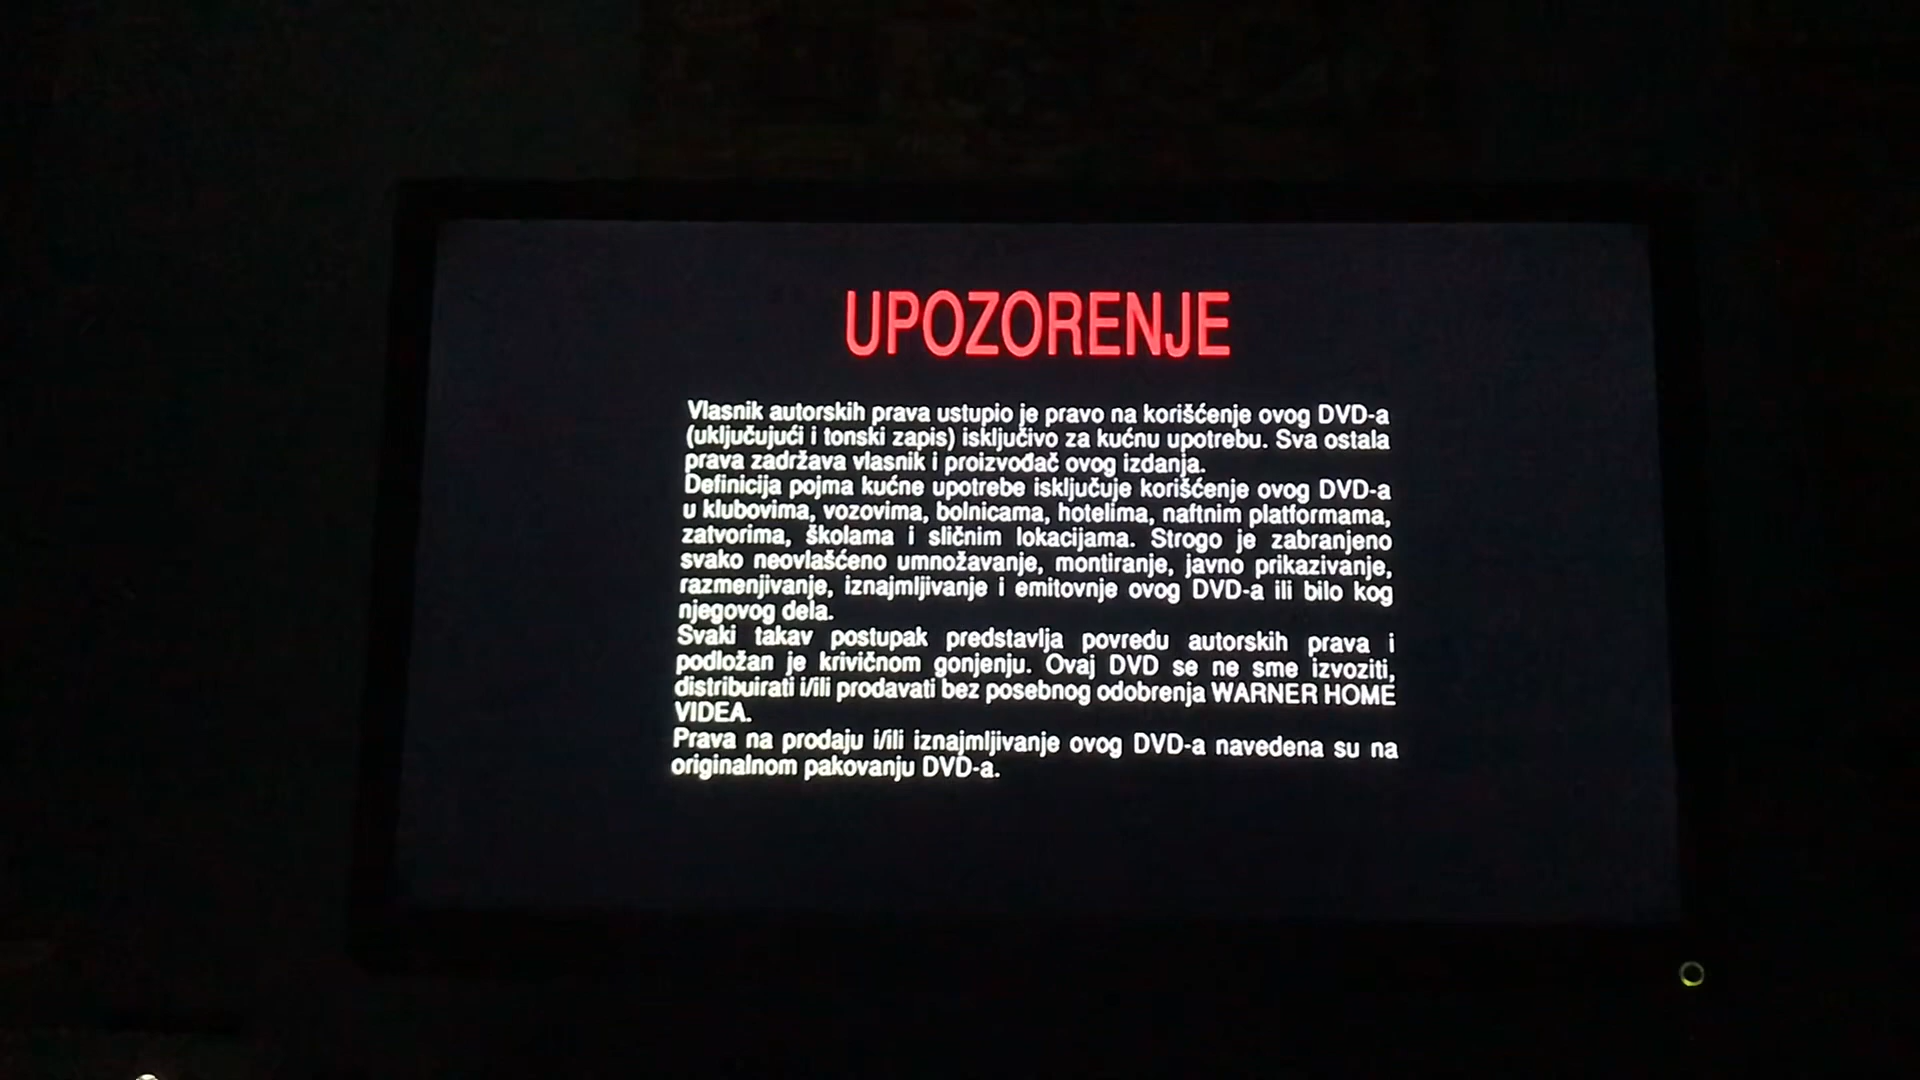 UPOZORENJE
Vlasnik autorskih prava ustupio je pravo na korišćenje ovog DVD-a
(uključujući i tonski zapis) isključivo za kućnu upotrebu. Sva ostala
prava zadržava vlasnik i proizvođač ovog izdanja.
Definicija pojma kućne upotrebe isključuje korišćenje ovog DVD-a
u klubovima, vozovima, bolnicama, hotelima, naftnim platformama,
zatvorima, školama i sličnim lokacijama. Strogo je zabranjeno
svako neovlašćeno umnožavanje, montiranje, javno prikazivanje,
razmenjivanje, iznajmljivanje i emitovnje ovog DVD-a ili bilo kog
njegovog dela.
Svaki takav postupak predstavlja povredu autorskih prava i
podložan je krivičnom gonjenju. Ovaj DVD se ne sme izvoziti,
distribuirati i/ili prodavati bez posebnog odobrenja WARNER HOME
VIDEA.
Prava na prodaju i/ili iznajmljivanje ovog DVD-a navedena su na
originalnom pakovanju DVD-a.